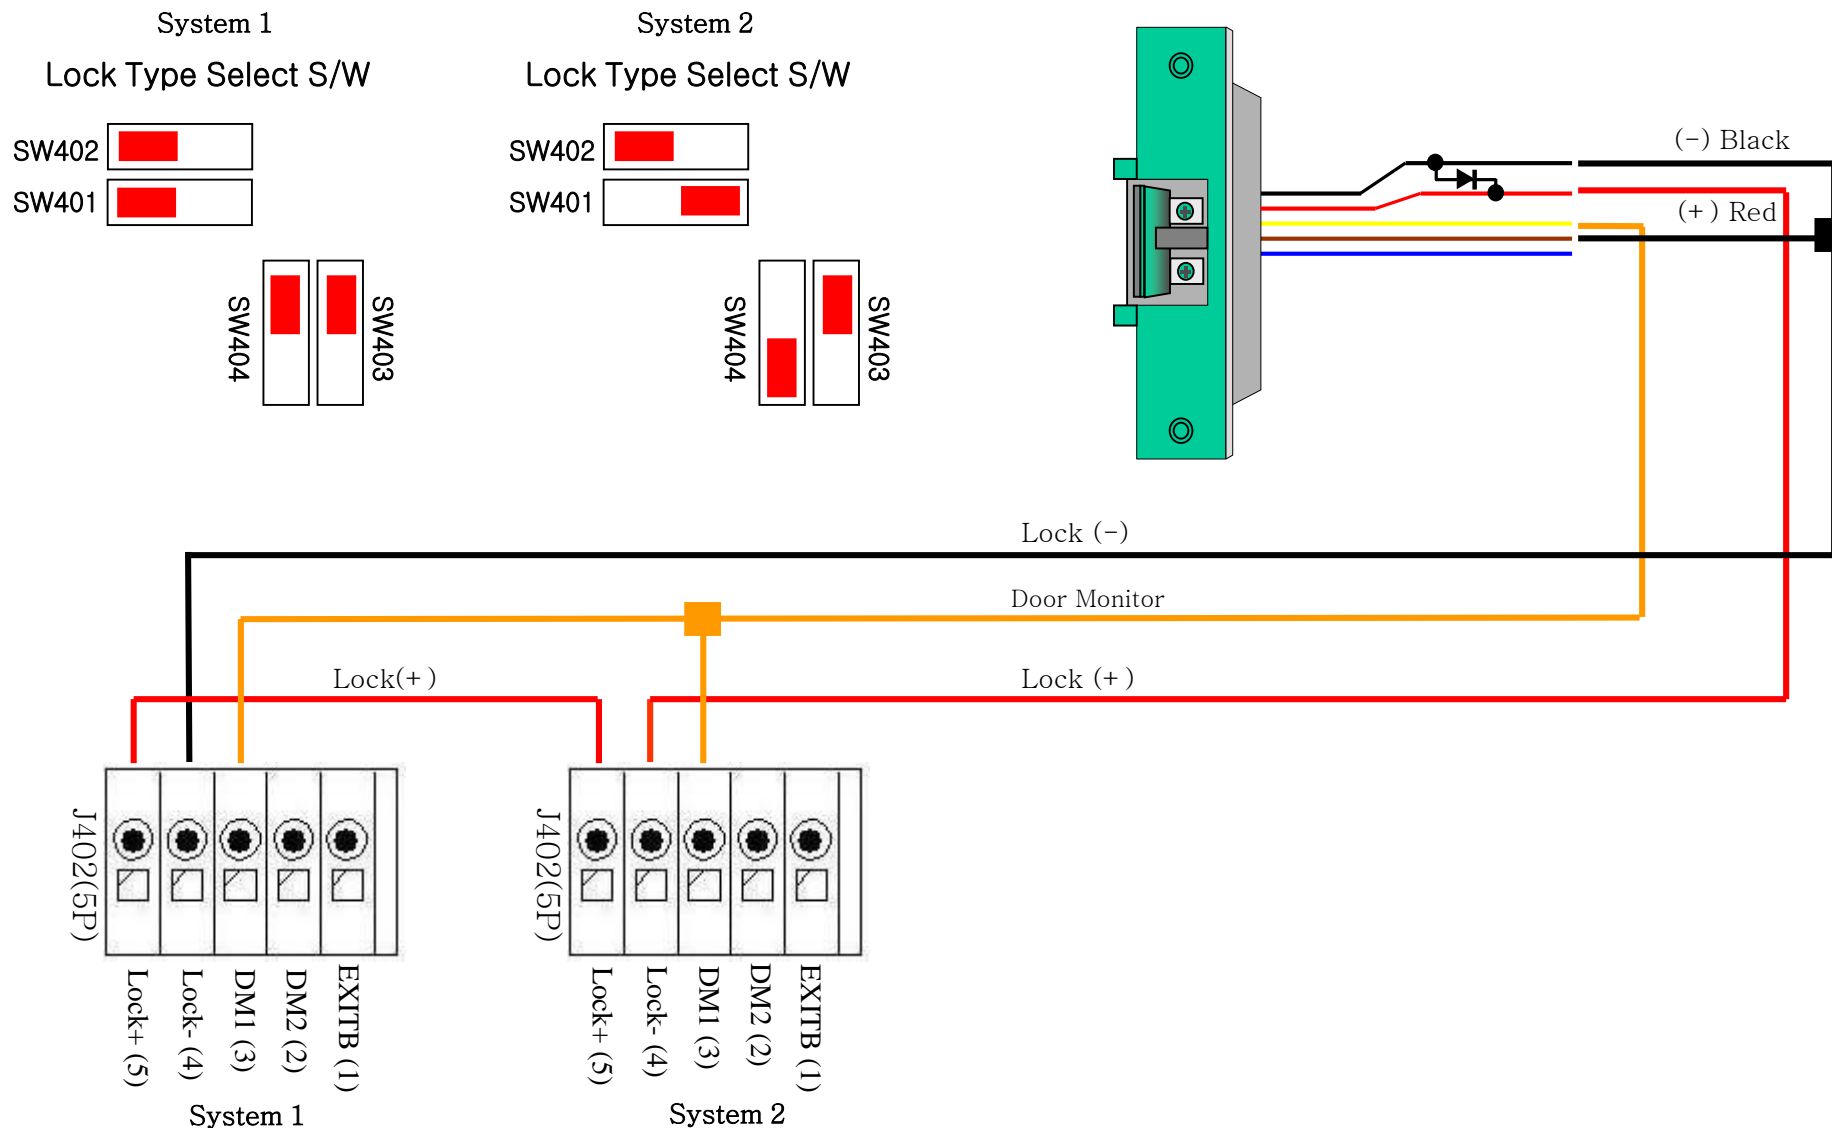 System 1
Lock Type Select S/W
SW402
SW401
SW404
SW403
System 2
Lock Type Select S/W
SW402
SW401
SW404
SW403
(-) Black
(+) Red
Lock (-)
Door Monitor
Lock(+)
Lock (+)
J402(5P)
Lock+ (5)
Lock- (4)
DM1 (3)
DM2 (2)
EXITB (1)
System 1
J402(5P)
Lock+ (5)
Lock- (4)
DM1 (3)
DM2 (2)
EXITB (1)
System 2